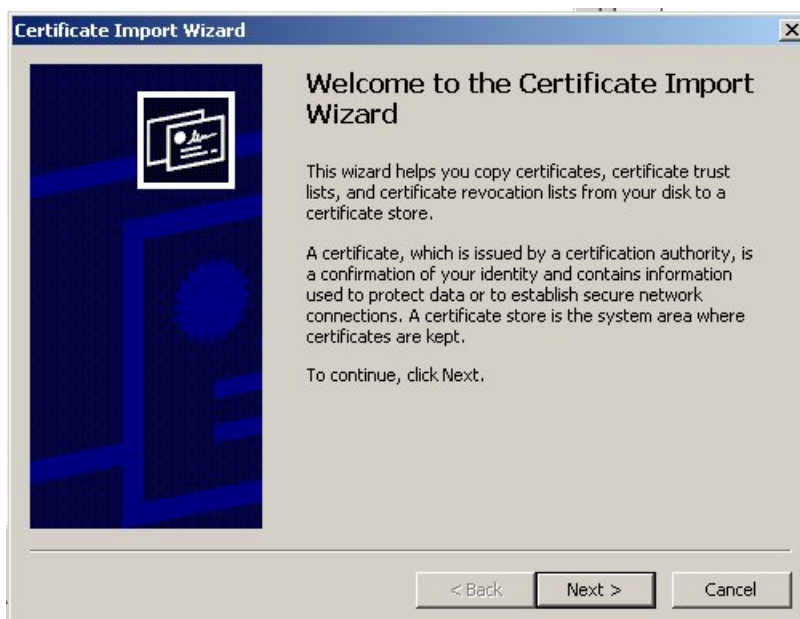 Certificate Import Wizard
Welcome to the Certificate Import
Wizard
This wizard helps you copy certificates, certificate trust
lists, and certificate revocation lists from your disk to a
certificate store.
A certificate, which is issued by a certification authority, is
a confirmation of your identity and contains information
used to protect data or to establish secure network
connections. A certificate store is the system area where
certificates are kept.
To continue, click Next.
< Back
Next >
Cancel